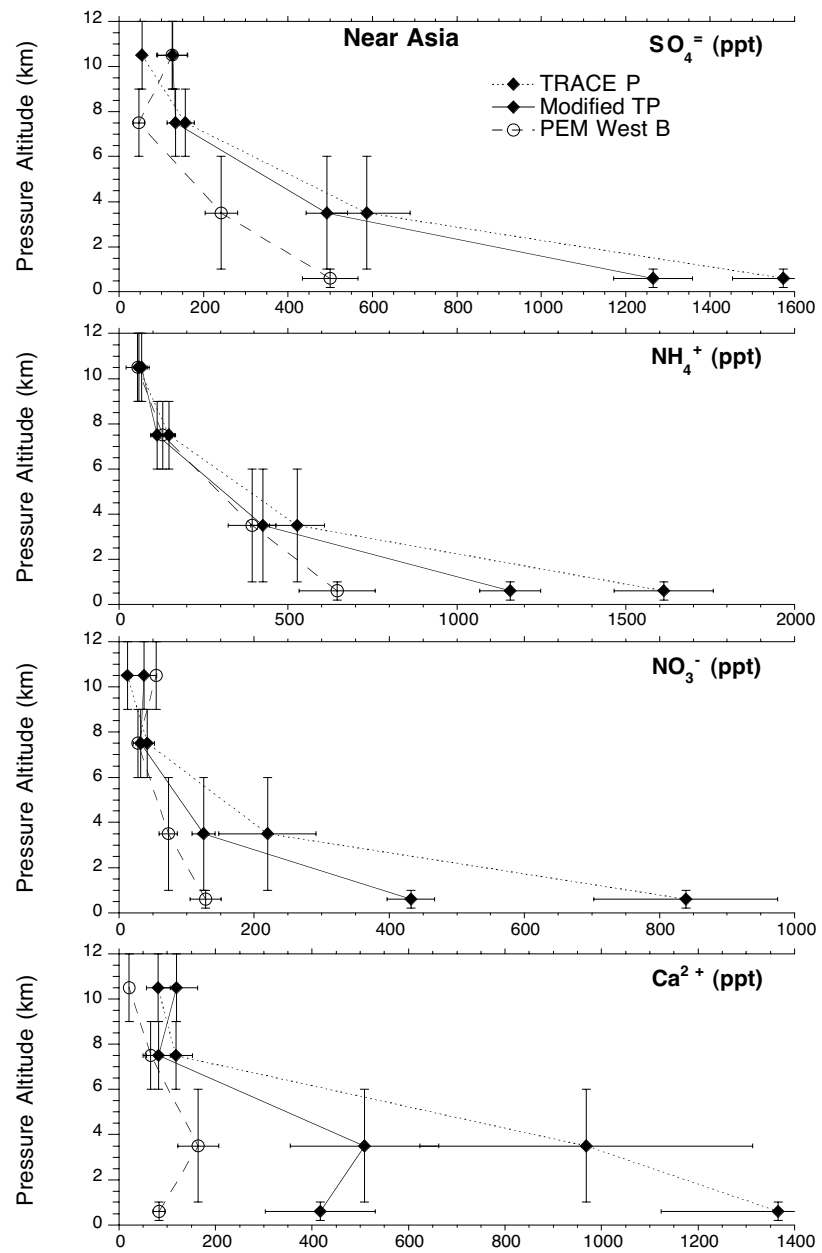 Near Asia
SO₄⁼ (ppt)
TRACE P
Modified TP
PEM West B
Pressure Altitude (km)
12
10
8
6
4
2
0
0 200 400 600 800 1000 1200 1400 1600
NH₄⁺ (ppt)
Pressure Altitude (km)
12
10
8
6
4
2
0
0 500 1000 1500 2000
NO₃⁻ (ppt)
Pressure Altitude (km)
12
10
8
6
4
2
0
0 200 400 600 800 1000
Ca²⁺ (ppt)
Pressure Altitude (km)
12
10
8
6
4
2
0
0 200 400 600 800 1000 1200 1400